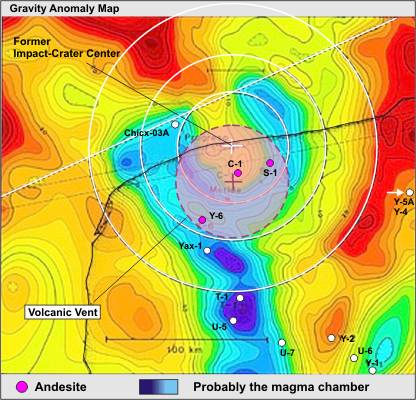 Gravity Anomaly Map
Former
Impact-Crater Center
Chicx-03A
C-1
S-1
Y-5A
Y-4
Y-6
Yax-1
Volcanic Vent
T-1
U-5
Y-2
U-7
U-6
Y-1
100 km
Andesite
Probably the magma chamber